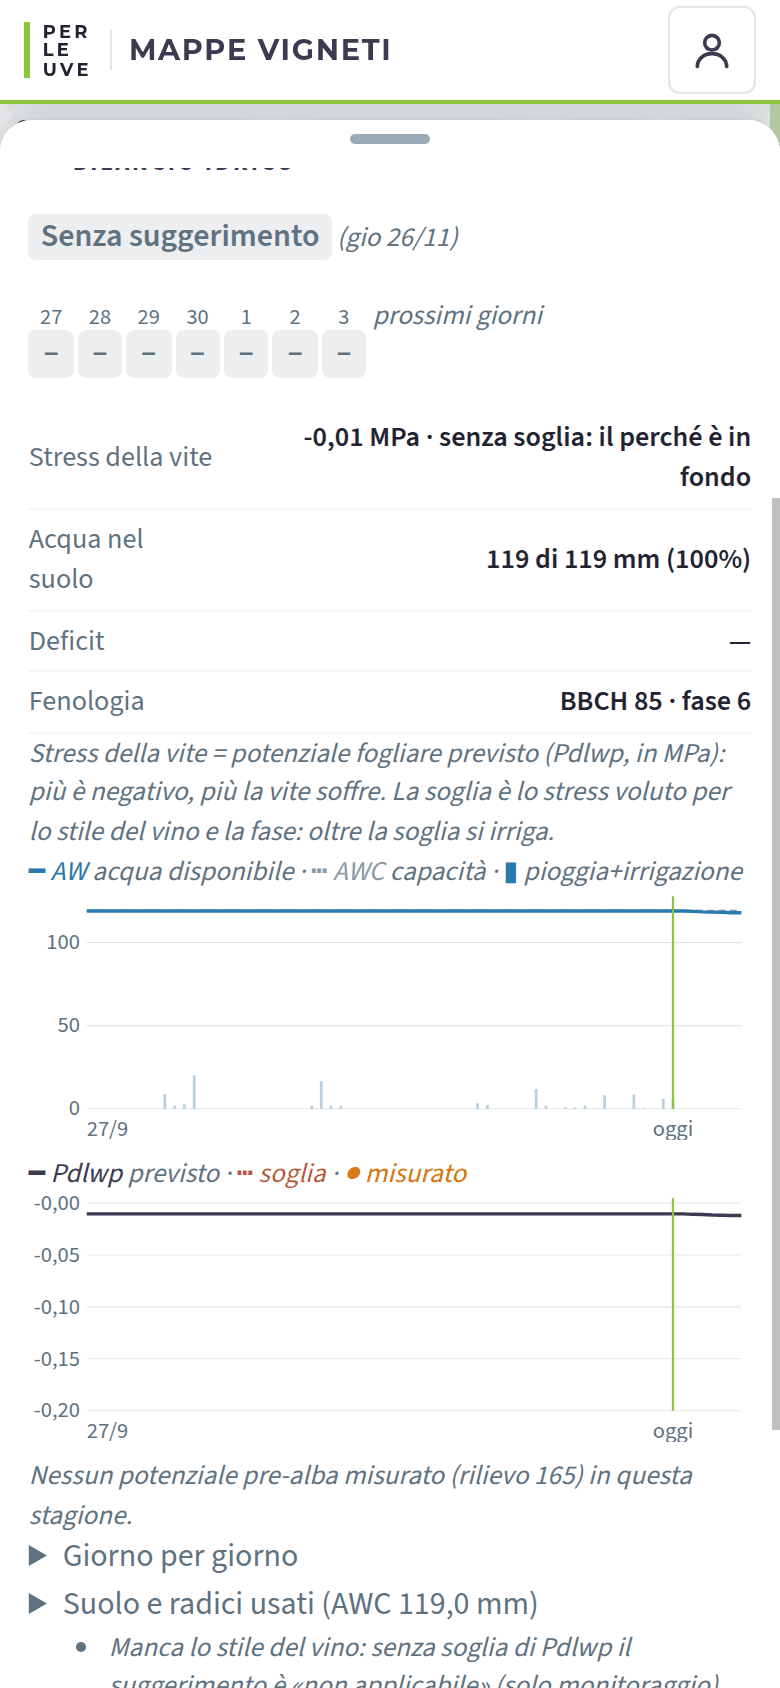 PER
LE
UVE
MAPPE VIGNETI
BILANCIO IDRICO
Senza suggerimento (gio 26/11)
27 28 29 30 1 2 3 prossimi giorni
– – – – – – –
Stress della vite
-0,01 MPa · senza soglia: il perché è in
fondo
Acqua nel
suolo
119 di 119 mm (100%)
Deficit —
Fenologia BBCH 85 · fase 6
Stress della vite = potenziale fogliare previsto (Pdlwp, in MPa):
più è negativo, più la vite soffre. La soglia è lo stress voluto per
lo stile del vino e la fase: oltre la soglia si irriga.
AW acqua disponibile · AWC capacità · pioggia+irrigazione
100
50
0
27/9 oggi
Pdlwp previsto · soglia · misurato
-0,00
-0,05
-0,10
-0,15
-0,20
27/9 oggi
Nessun potenziale pre-alba misurato (rilievo 165) in questa
stagione.
Giorno per giorno
Suolo e radici usati (AWC 119,0 mm)
Manca lo stile del vino: senza soglia di Pdlwp il
suggerimento è «non applicabile» (solo monitoraggio)